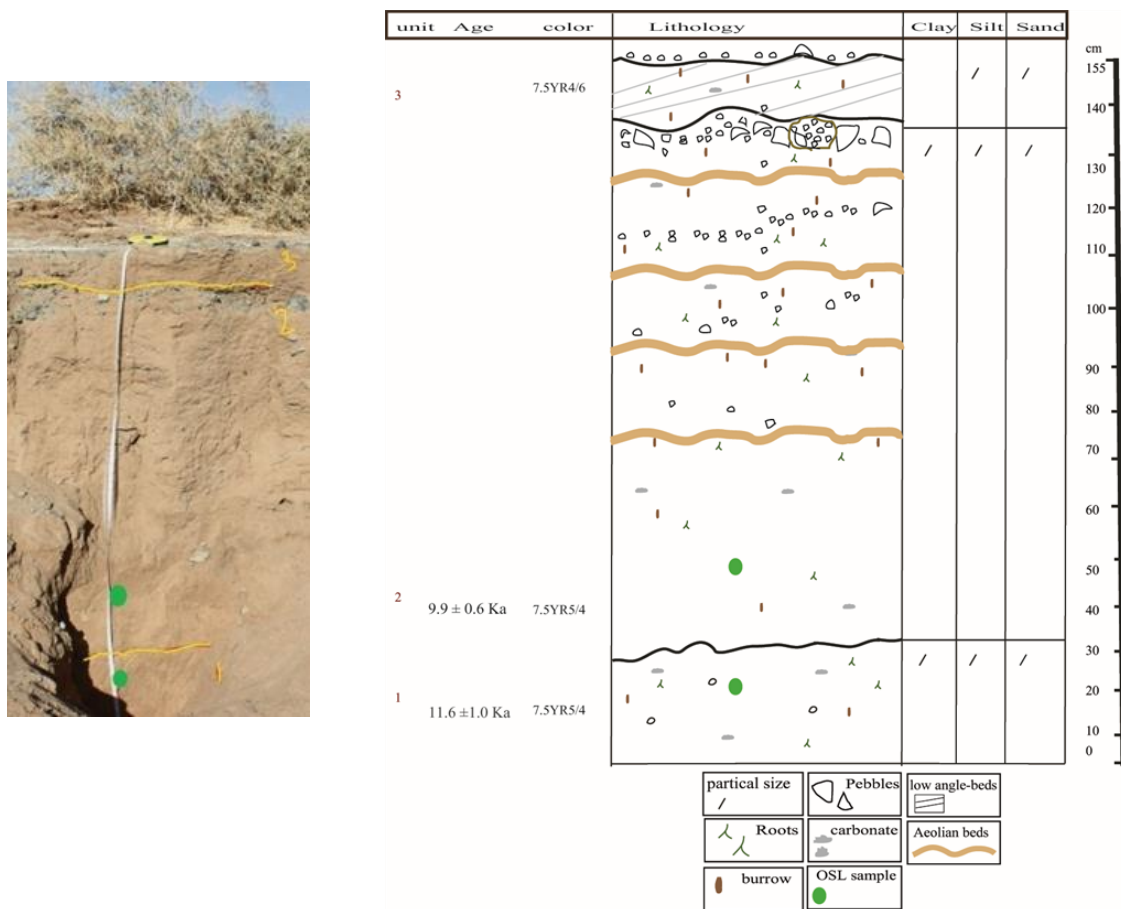 unit Age color Lithology Clay Silt Sand
cm
155
3 7.5YR4/6
140
130
120
110
100
90
80
70
60
50
2 9.9 ± 0.6 Ka 7.5YR5/4 40
30
20
1 11.6 ±1.0 Ka 7.5YR5/4
10
0
3
2
1
partical size Pebbles low angle-beds
Roots carbonate Aeolian beds
burrow OSL sample